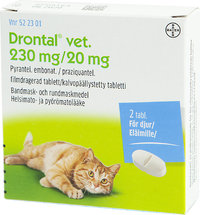 Vnr 52 23 01
Drontal® vet.
230 mg/20 mg
Pyrantel. embonat. / praziquantel.
filmdragerad tablett/kalvopäällystetty tabletti
Bandmask- och rundmaskmedel
Heisimato- ja pyörömatolääke
BAYER
2 tabl.
För djur/
Eläimille/